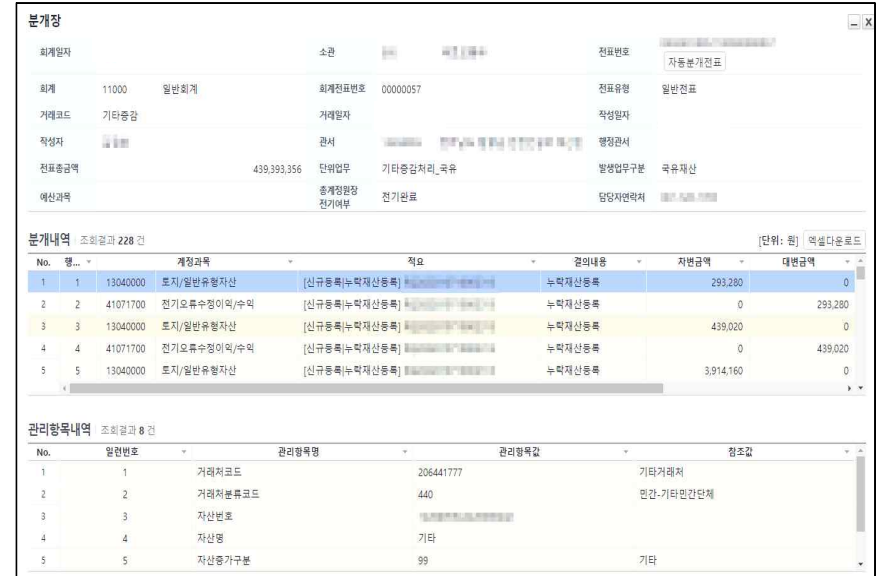 분개장
회계일자 소관 전표번호
자동분개전표
회계 11000 일반회계 회계전표번호 00000057 전표유형 일반전표
거래코드 기타증감 거래일자 작성일자
작성자 관서 행정관서
전표총금액 439,393,356 단위업무 기타증감처리_국유 발생업무구분 국유재산
예산과목 총계정원장 전기여부 전기완료 담당자연락처
분개내역 조회결과 228 건 [단위: 원] 엑셀다운로드
No. 행... 계정과목 적요 결의내용 차변금액 대변금액
1 1 13040000 토지/일반유형자산 [신규등록|누락재산등록] 누락재산등록 293,280 0
2 2 41071700 전기오류수정이익/수익 [신규등록|누락재산등록] 누락재산등록 0 293,280
3 3 13040000 토지/일반유형자산 [신규등록|누락재산등록] 누락재산등록 439,020 0
4 4 41071700 전기오류수정이익/수익 [신규등록|누락재산등록] 누락재산등록 0 439,020
5 5 13040000 토지/일반유형자산 [신규등록|누락재산등록] 누락재산등록 3,914,160 0
관리항목내역 조회결과 8 건
No. 일련번호 관리항목명 관리항목값 참조값
1 1 거래처코드 206441777 기타거래처
2 2 거래처분류코드 440 민간-기타민간단체
3 3 자산번호
4 4 자산명 기타
5 5 자산증가구분 99 기타